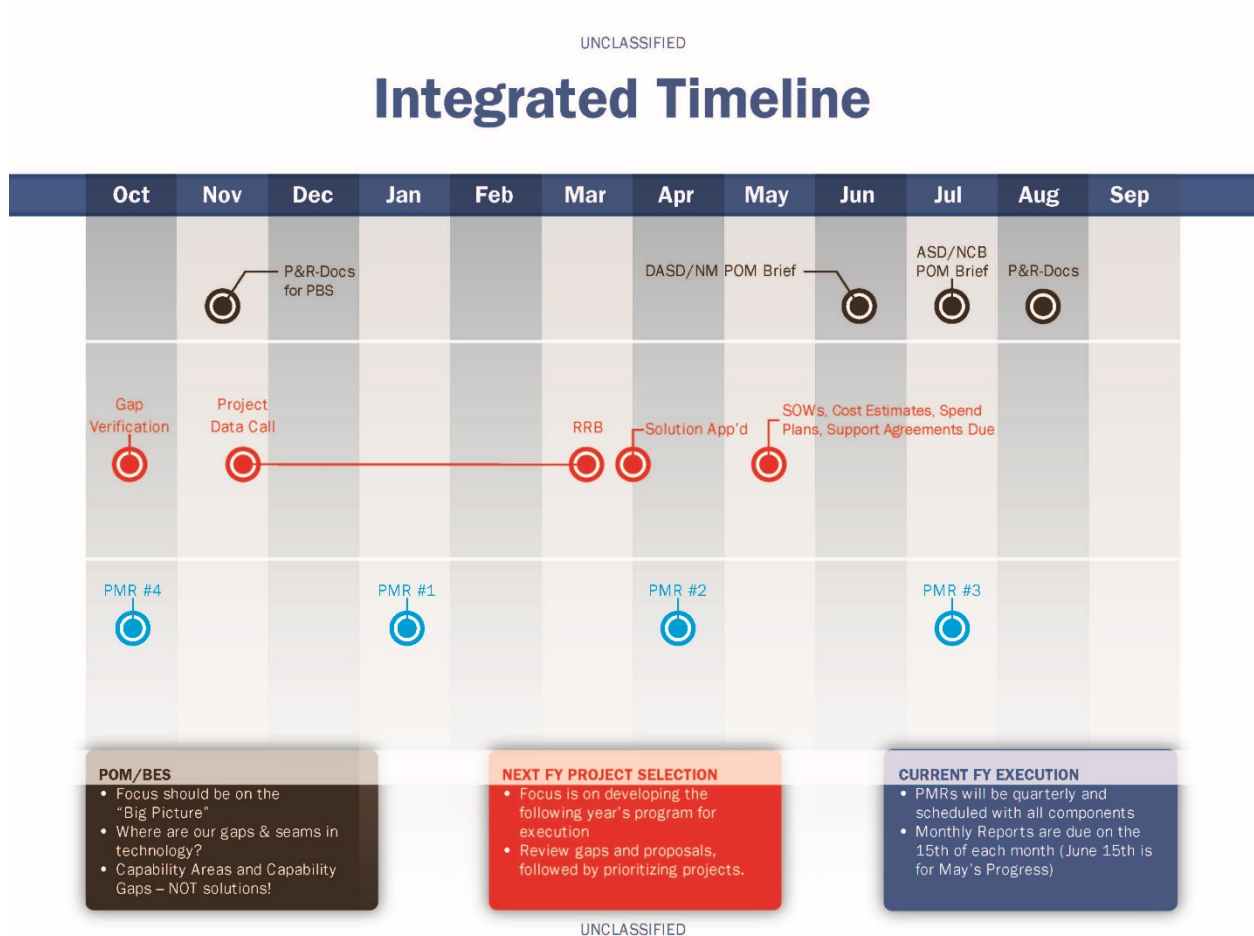 UNCLASSIFIED
Integrated Timeline
Oct Nov Dec Jan Feb Mar Apr May Jun Jul Aug Sep
P&R-Docs
for PBS
DASD/NM POM Brief
ASD/NCB
POM Brief
P&R-Docs
Gap
Verification
Project
Data Call
RRB
Solution App'd
SOWs, Cost Estimates, Spend
Plans, Support Agreements Due
PMR #4
PMR #1
PMR #2
PMR #3
POM/BES
• Focus should be on the
“Big Picture”
• Where are our gaps & seams in
technology?
• Capability Areas and Capability
Gaps – NOT solutions!
NEXT FY PROJECT SELECTION
• Focus is on developing the
following year's program for
execution
• Review gaps and proposals,
followed by prioritizing projects.
CURRENT FY EXECUTION
• PMRs will be quarterly and
scheduled with all components
• Monthly Reports are due on the
15th of each month (June 15th is
for May's Progress)
UNCLASSIFIED